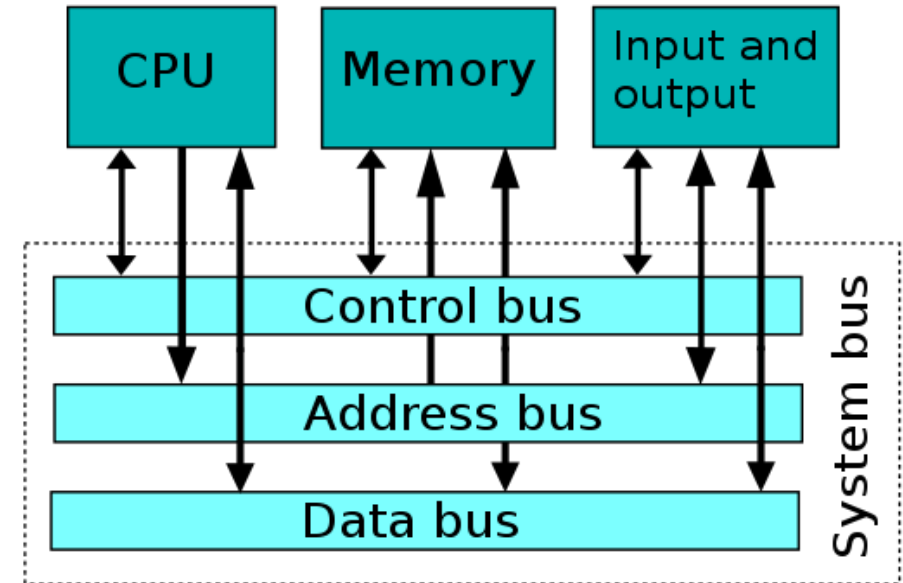 CPU
Memory
Input and
output
Control bus
Address bus
Data bus
System bus